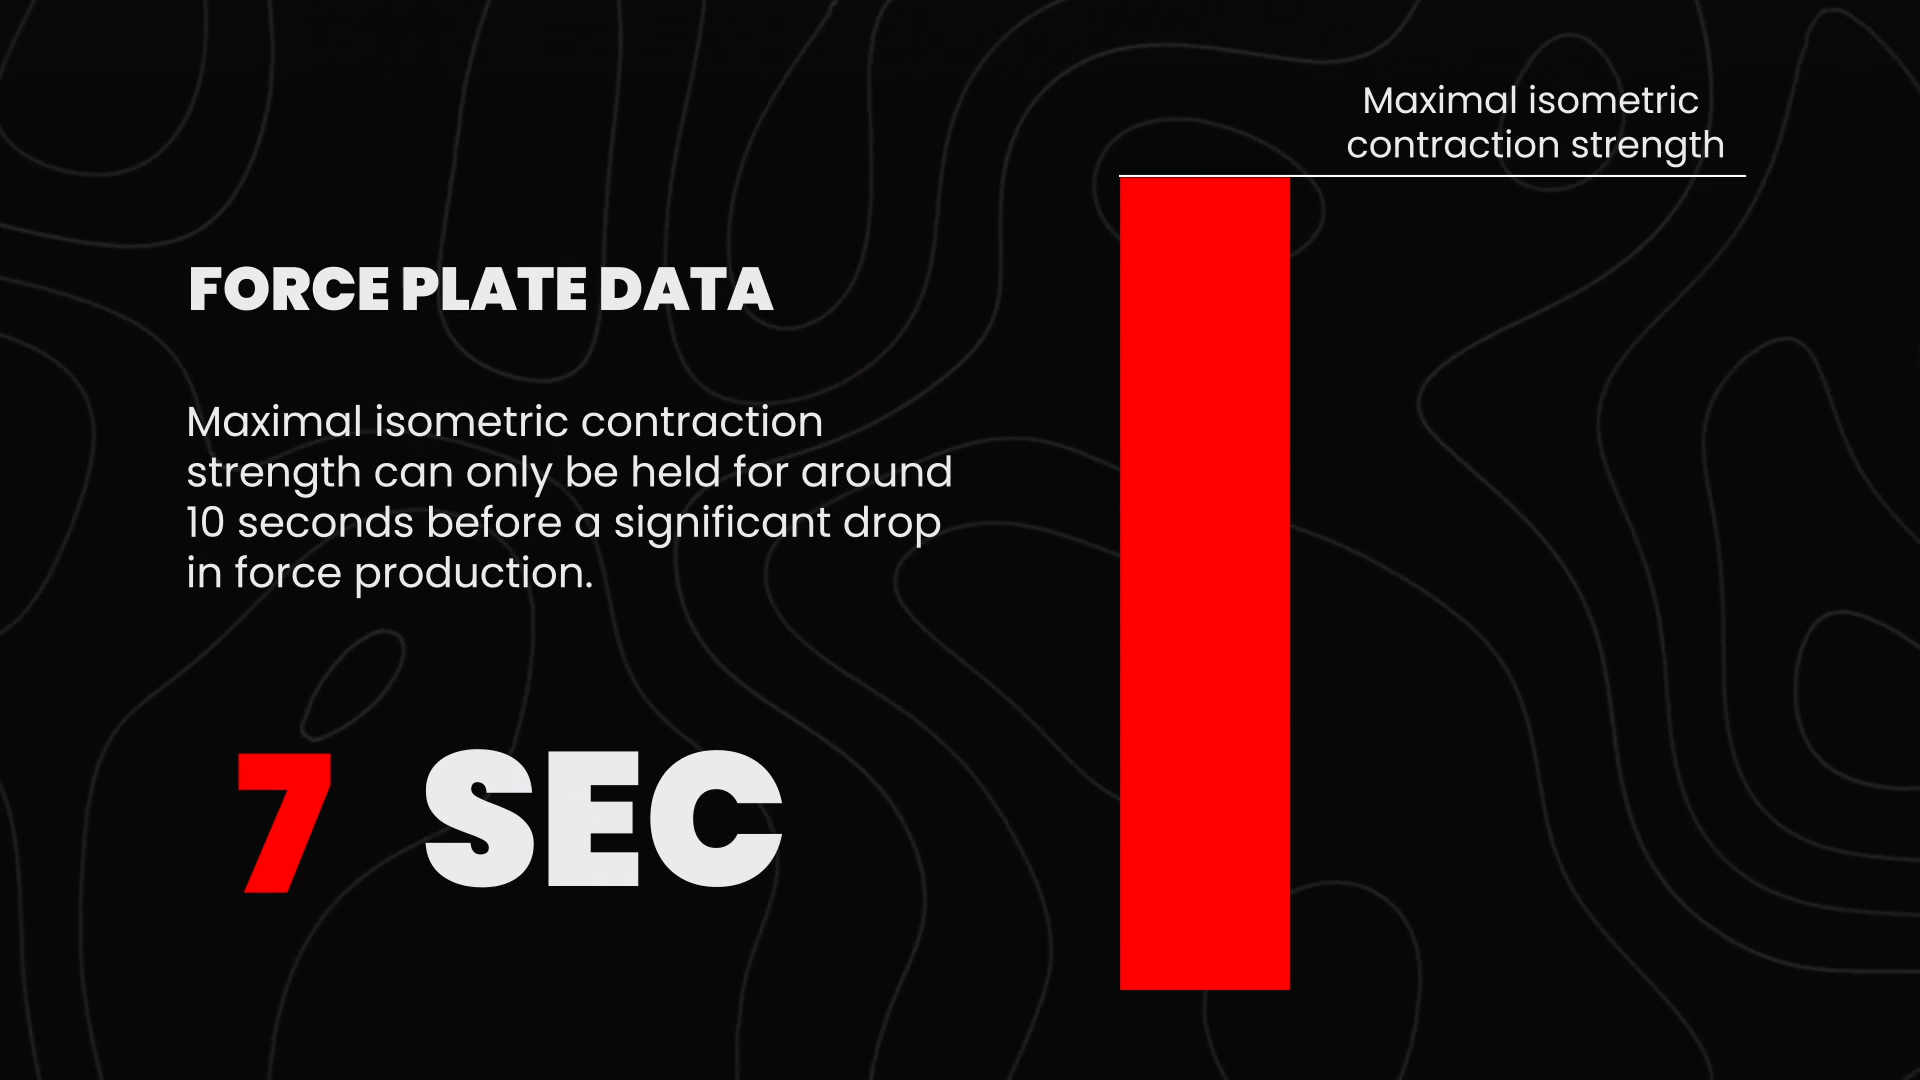 Maximal isometric
contraction strength
FORCE PLATE DATA
Maximal isometric contraction
strength can only be held for around
10 seconds before a significant drop
in force production.
7 SEC